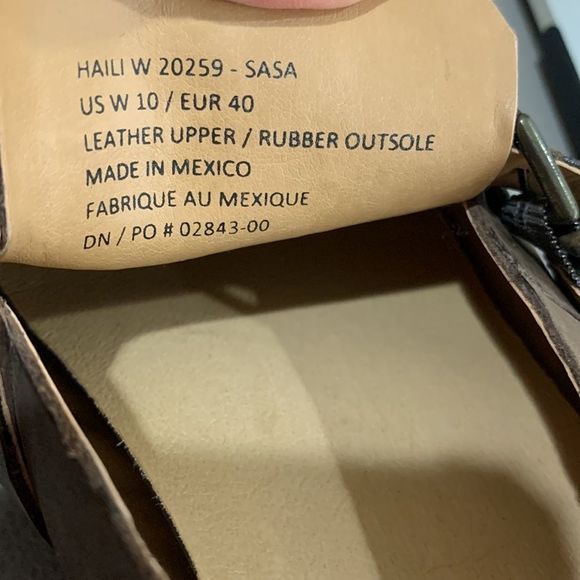 HAILI W 20259 - SASA
US W 10 / EUR 40
LEATHER UPPER / RUBBER OUTSOLE
MADE IN MEXICO
FABRIQUE AU MEXIQUE
DN / PO # 02843-00